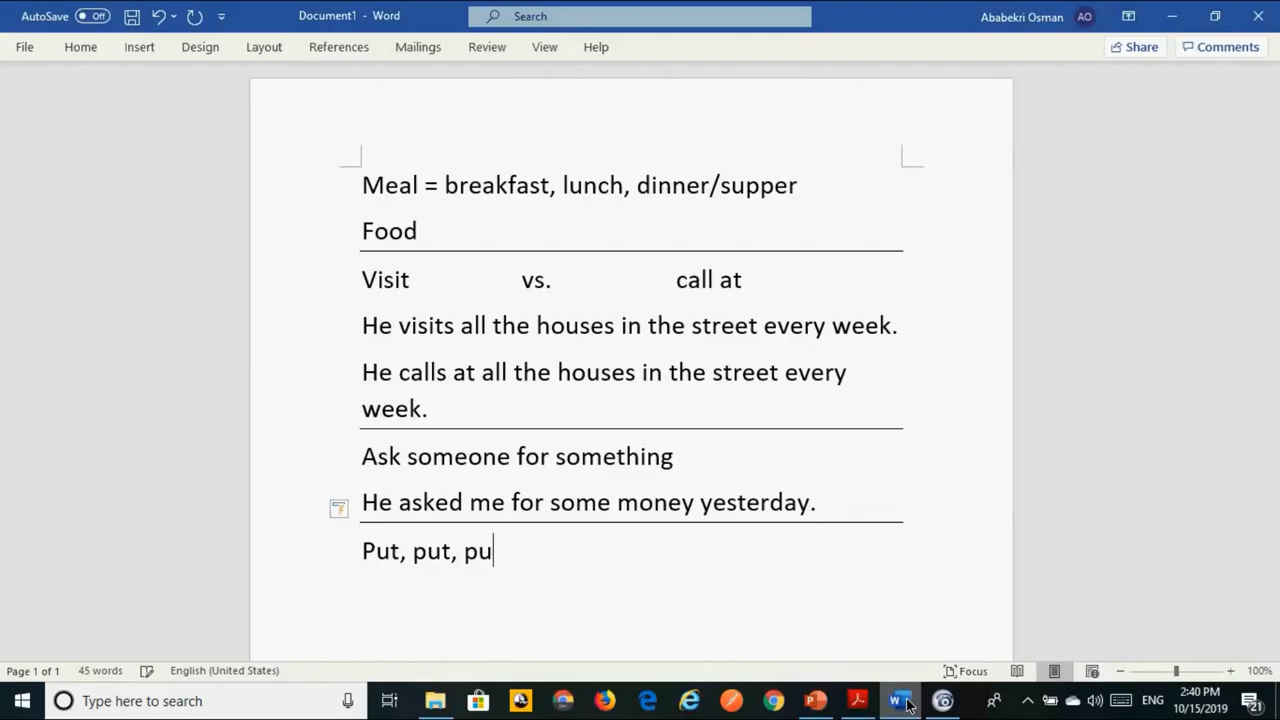 AutoSave Off Document1 - Word Search Ababekri Osman AO
File Home Insert Design Layout References Mailings Review View Help Share Comments
Meal = breakfast, lunch, dinner/supper
Food
Visit vs. call at
He visits all the houses in the street every week.
He calls at all the houses in the street every
week.
Ask someone for something
He asked me for some money yesterday.
Put, put, pu
Page 1 of 1 45 words English (United States) Focus 100%
Type here to search ENG 2:40 PM
10/15/2019 21